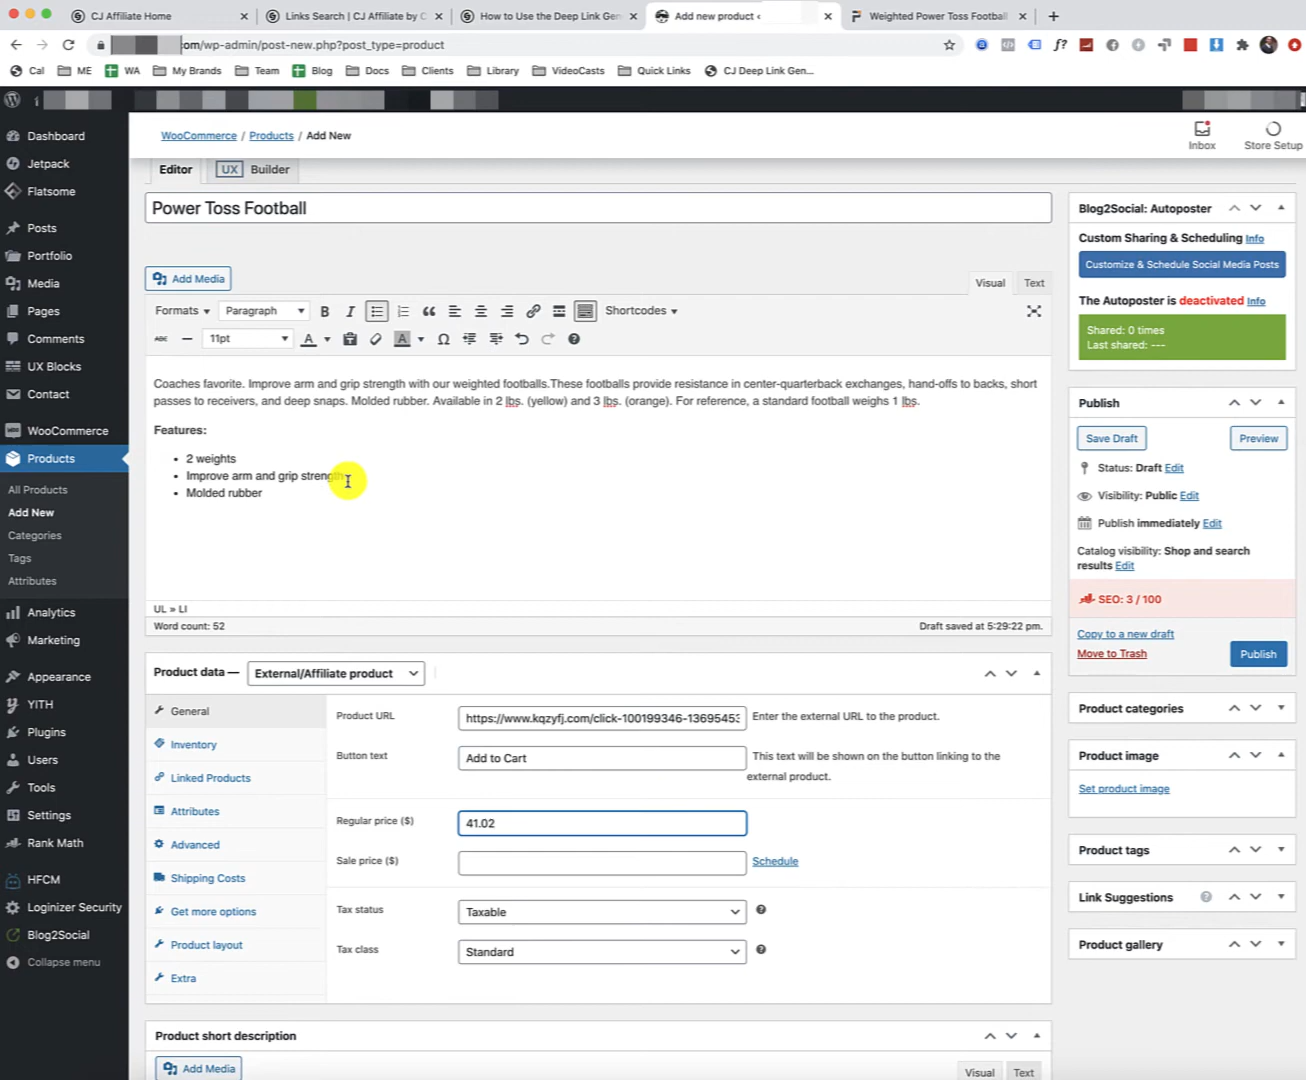 CJ Affiliate Home
Links Search | CJ Affiliate by C
How to Use the Deep Link Gen
Add new product ‹
Weighted Power Toss Football
om/wp-admin/post-new.php?post_type=product
Cal ME WA My Brands Team Blog Docs Clients Library VideoCasts Quick Links CJ Deep Link Gen...
WooCommerce / Products / Add New
Inbox
Store Setup
Dashboard
Jetpack
Flatsome
Posts
Portfolio
Media
Pages
Comments
UX Blocks
Contact
WooCommerce
Products
All Products
Add New
Categories
Tags
Attributes
Analytics
Marketing
Appearance
YITH
Plugins
Users
Tools
Settings
Rank Math
HFCM
Loginizer Security
Blog2Social
Collapse menu
Editor
UX Builder
Power Toss Football
Add Media
Visual Text
Formats Paragraph B I Shortcodes
ABC 11pt A A Ω
Coaches favorite. Improve arm and grip strength with our weighted footballs.These footballs provide resistance in center-quarterback exchanges, hand-offs to backs, short
passes to receivers, and deep snaps. Molded rubber. Available in 2 lbs. (yellow) and 3 lbs. (orange). For reference, a standard football weighs 1 lbs.
Features:
• 2 weights
• Improve arm and grip strength
• Molded rubber
UL » LI
Word count: 52
Draft saved at 5:29:22 pm.
Product data — External/Affiliate product
General
Inventory
Linked Products
Attributes
Advanced
Shipping Costs
Get more options
Product layout
Extra
Product URL https://www.kqzyfj.com/click-100199346-13695453 Enter the external URL to the product.
Button text Add to Cart This text will be shown on the button linking to the
external product.
Regular price ($) 41.02
Sale price ($) Schedule
Tax status Taxable
Tax class Standard
Product short description
Add Media
Visual Text
Blog2Social: Autoposter
Custom Sharing & Scheduling Info
Customize & Schedule Social Media Posts
The Autoposter is deactivated Info
Shared: 0 times
Last shared: ---
Publish
Save Draft Preview
Status: Draft Edit
Visibility: Public Edit
Publish immediately Edit
Catalog visibility: Shop and search
results Edit
SEO: 3 / 100
Copy to a new draft
Move to Trash
Publish
Product categories
Product image
Set product image
Product tags
Link Suggestions
Product gallery